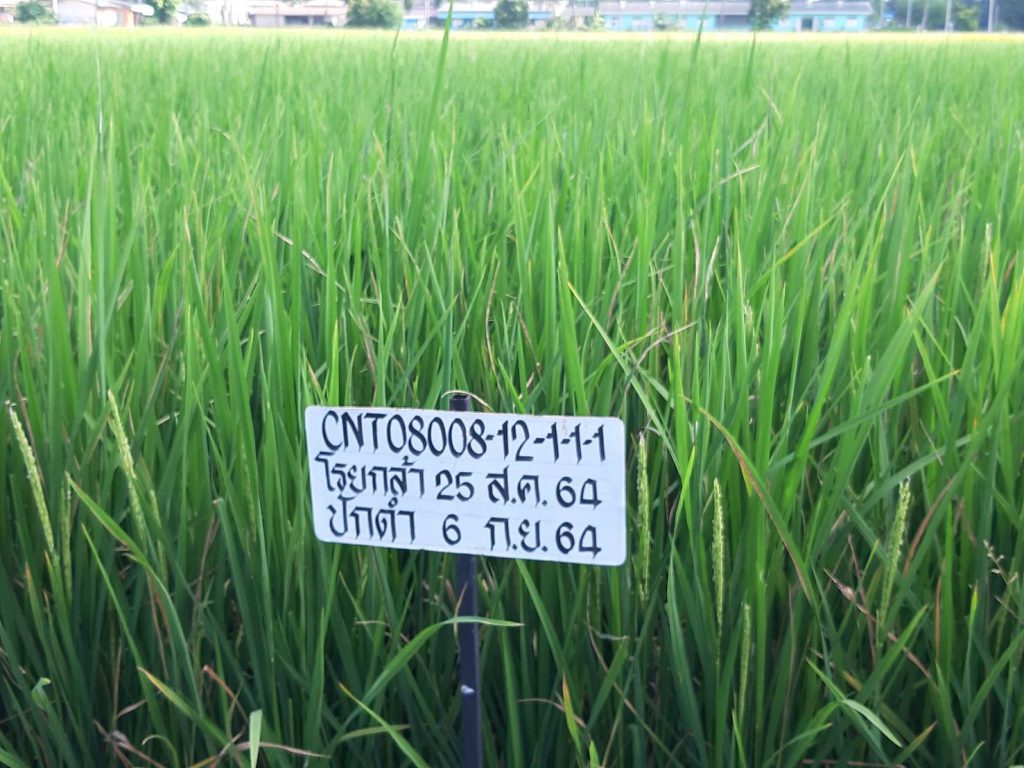 CNT08008-12-1-1-1
โรยกล้า 25 ส.ค. 64
ปักดำ 6 ก.ย. 64